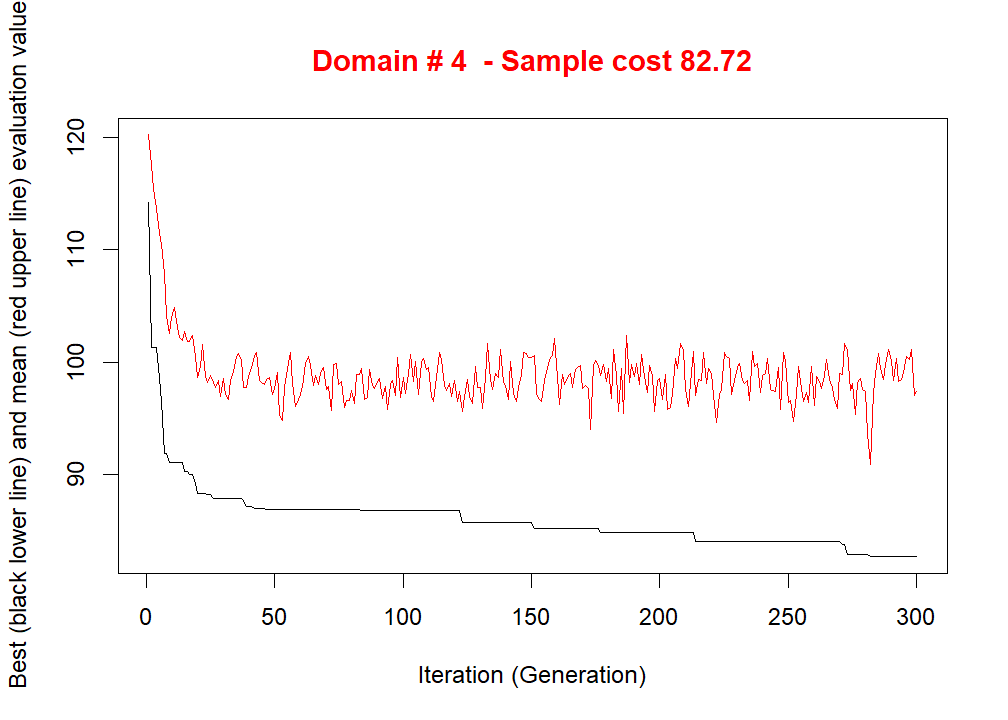 Domain # 4  - Sample cost 82.72
Best (black lower line) and mean (red upper line) evaluation value
120
110
100
90
0 50 100 150 200 250 300
Iteration (Generation)